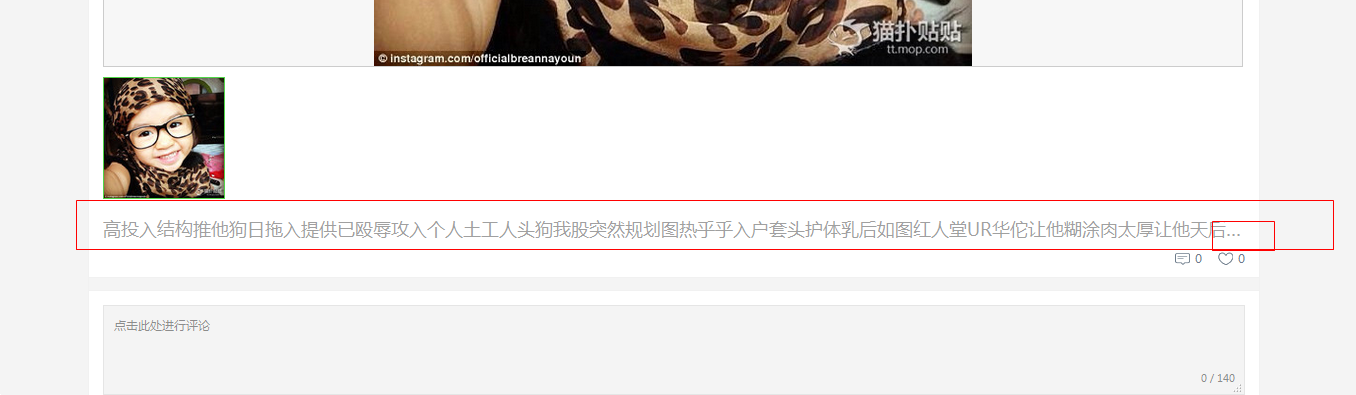 猫扑贴贴
tt.mop.com
© instagram.com/officialbreannayoun
高投入结构推他狗日拖入提供已殴辱攻入个人土工人头狗我股突然规划图热乎乎入户套头护体乳后如图红人堂UR华佗让他糊涂肉太厚让他天后...
0
0
点击此处进行评论
0 / 140